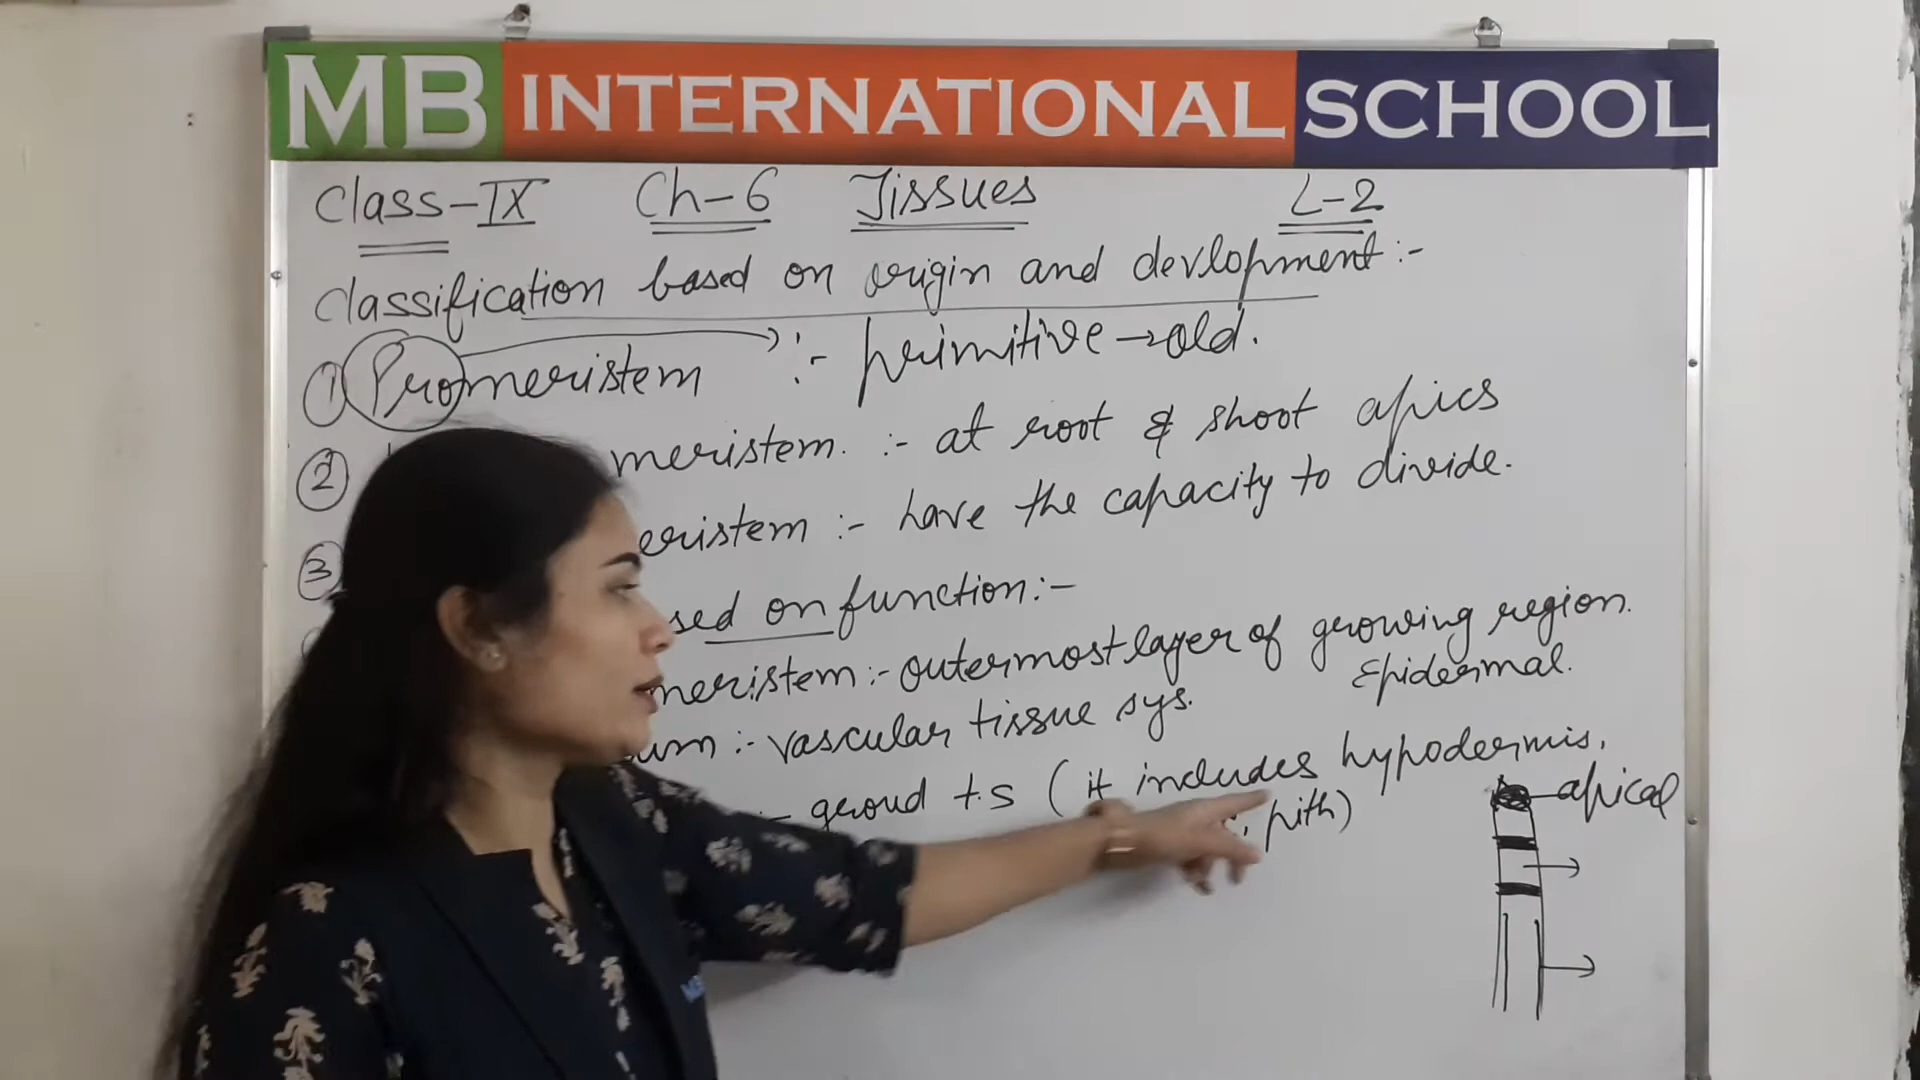 MB INTERNATIONAL SCHOOL
Class-IX Ch-6 Tissues L-2
Classification based on origin and devlopment:-
① Promeristem :- primitive → old.
② meristem. :- at root & shoot apics
③ eristem :- have the capacity to divide.
sed on function:-
meristem :- outermost layer of growing region.
Epidermal.
um :- vascular tissue sys.
:- groud t.s ( it includes hypodermis,
, pith)
apical